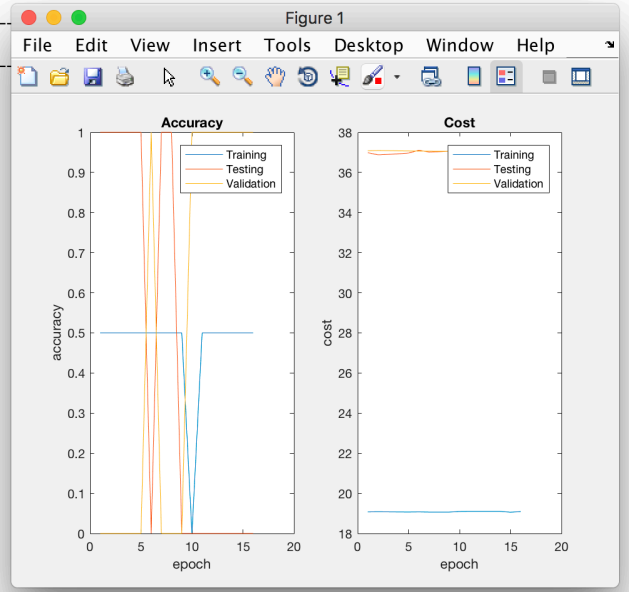 Figure 1
File Edit View Insert Tools Desktop Window Help
Accuracy
Cost
1
0.9
0.8
0.7
0.6
0.5
0.4
0.3
0.2
0.1
0
accuracy
0 5 10 15 20
epoch
Training
Testing
Validation
38
36
34
32
30
28
26
24
22
20
18
cost
0 5 10 15 20
epoch
Training
Testing
Validation